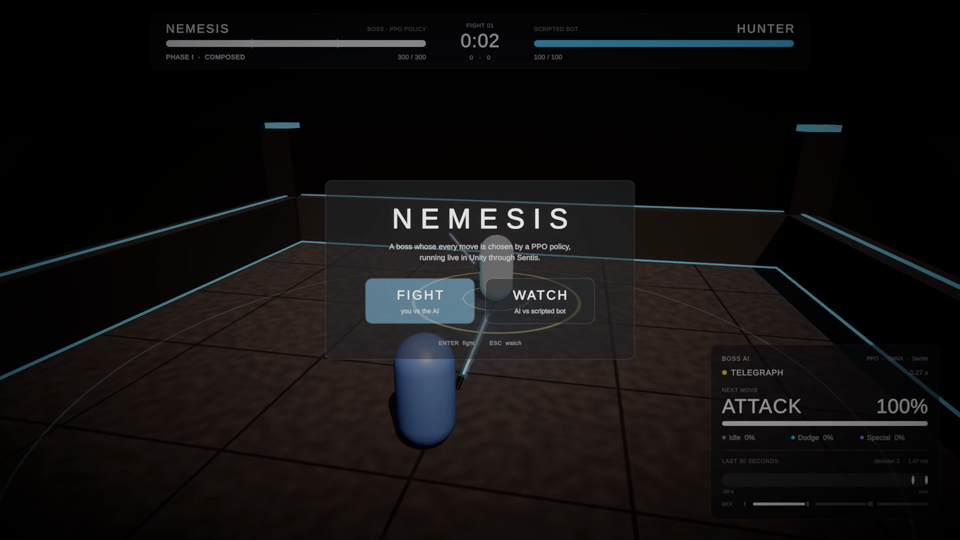 NEMESIS
BOSS · PPO POLICY
FIGHT 01
SCRIPTED BOT
HUNTER
0:02
PHASE I · COMPOSED
300 / 300
0 · 0
100 / 100
NEMESIS
A boss whose every move is chosen by a PPO policy,
running live in Unity through Sentis.
FIGHT
WATCH
you vs the AI
AI vs scripted bot
ENTER fight
ESC watch
BOSS AI
PPO · ONNX · Sentis
TELEGRAPH
0.27 s
NEXT MOVE
ATTACK
100%
Idle 0%
Dodge 0%
Special 0%
LAST 30 SECONDS
1.47 ms
MIX